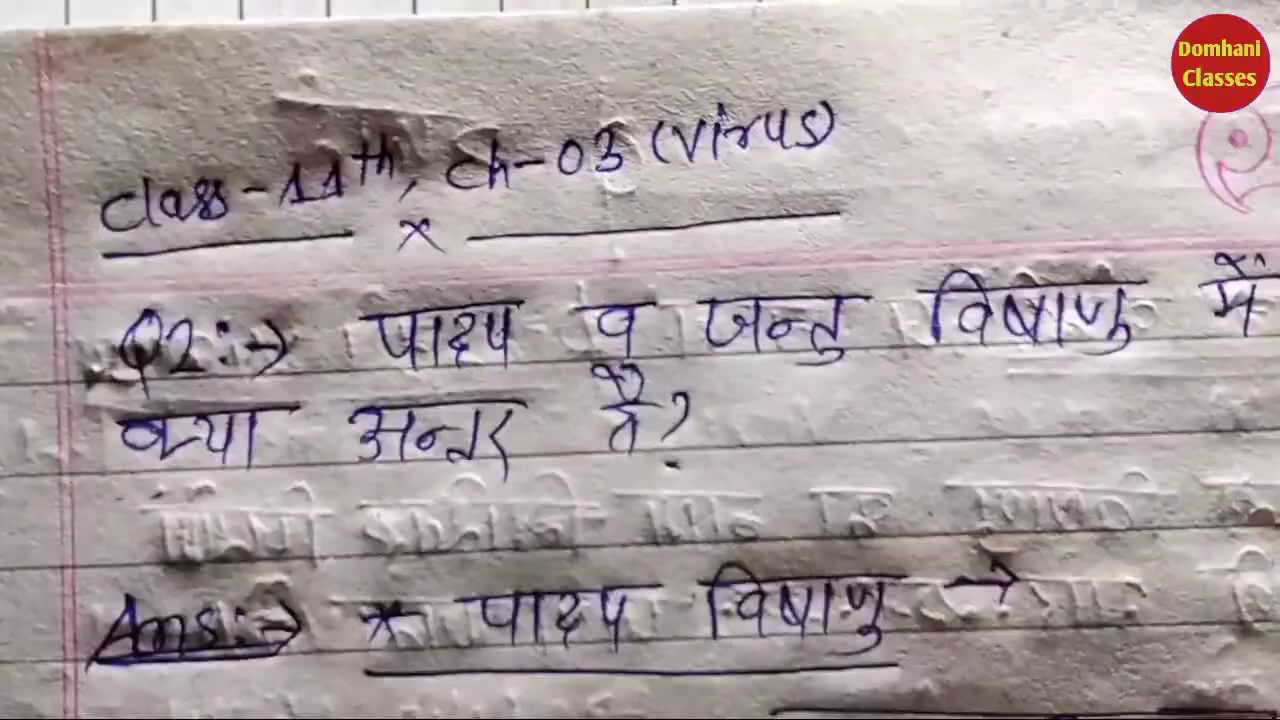 Domhani
Classes
Class-11th, Ch-03 (Virus)
x
Q2:→ पादप व जन्तु विषाणु में
क्या अन्तर है?
Ans:→ * पादप विषाणु →